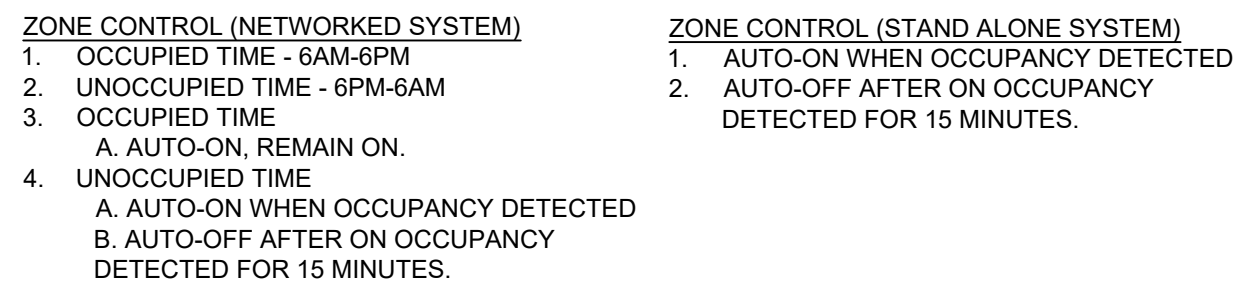 ZONE CONTROL (NETWORKED SYSTEM)
1. OCCUPIED TIME - 6AM-6PM
2. UNOCCUPIED TIME - 6PM-6AM
3. OCCUPIED TIME
A. AUTO-ON, REMAIN ON.
4. UNOCCUPIED TIME
A. AUTO-ON WHEN OCCUPANCY DETECTED
B. AUTO-OFF AFTER ON OCCUPANCY
DETECTED FOR 15 MINUTES.
ZONE CONTROL (STAND ALONE SYSTEM)
1. AUTO-ON WHEN OCCUPANCY DETECTED
2. AUTO-OFF AFTER ON OCCUPANCY
DETECTED FOR 15 MINUTES.